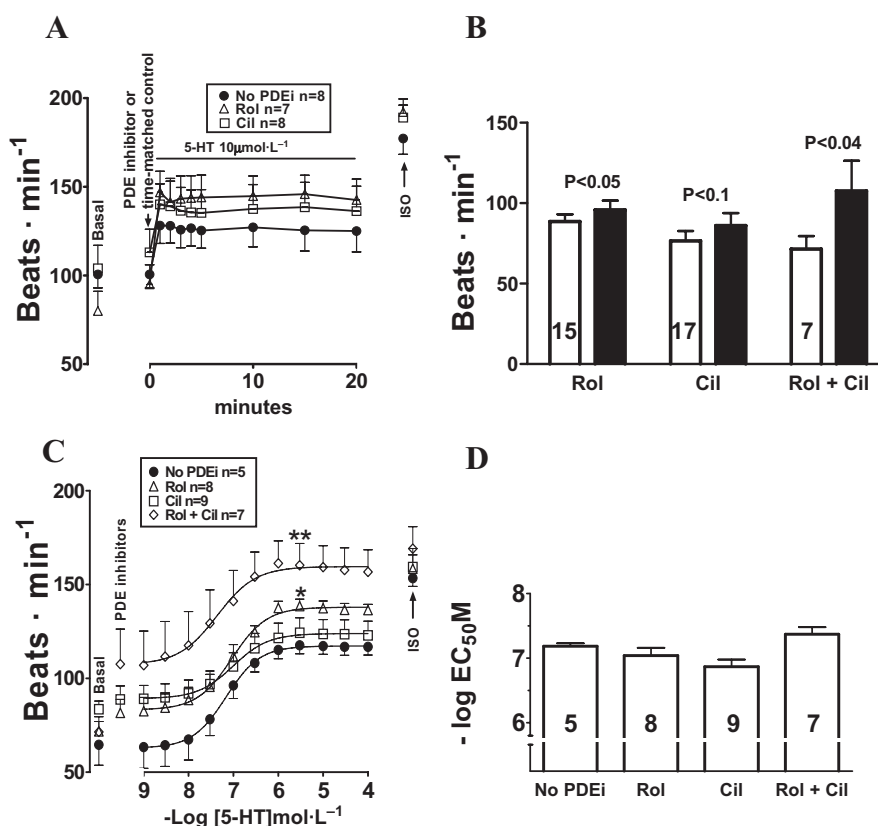 A
Beats · min⁻¹
200
150
100
50
Basal
PDE inhibitor or
time-matched control
No PDEi n=8
Rol n=7
Cil n=8
5-HT 10μmol·L⁻¹
ISO
0
10
20
minutes
B
Beats · min⁻¹
150
100
50
0
P<0.05
P<0.1
P<0.04
15
17
7
Rol
Cil
Rol + Cil
C
Beats · min⁻¹
200
150
100
50
Basal
PDE inhibitors
No PDEi n=5
Rol n=8
Cil n=9
Rol + Cil n=7
**
*
ISO
9
8
7
6
5
4
-Log [5-HT]mol·L⁻¹
D
- log EC₅₀M
8
7
6
5
8
9
7
No PDEi
Rol
Cil
Rol + Cil